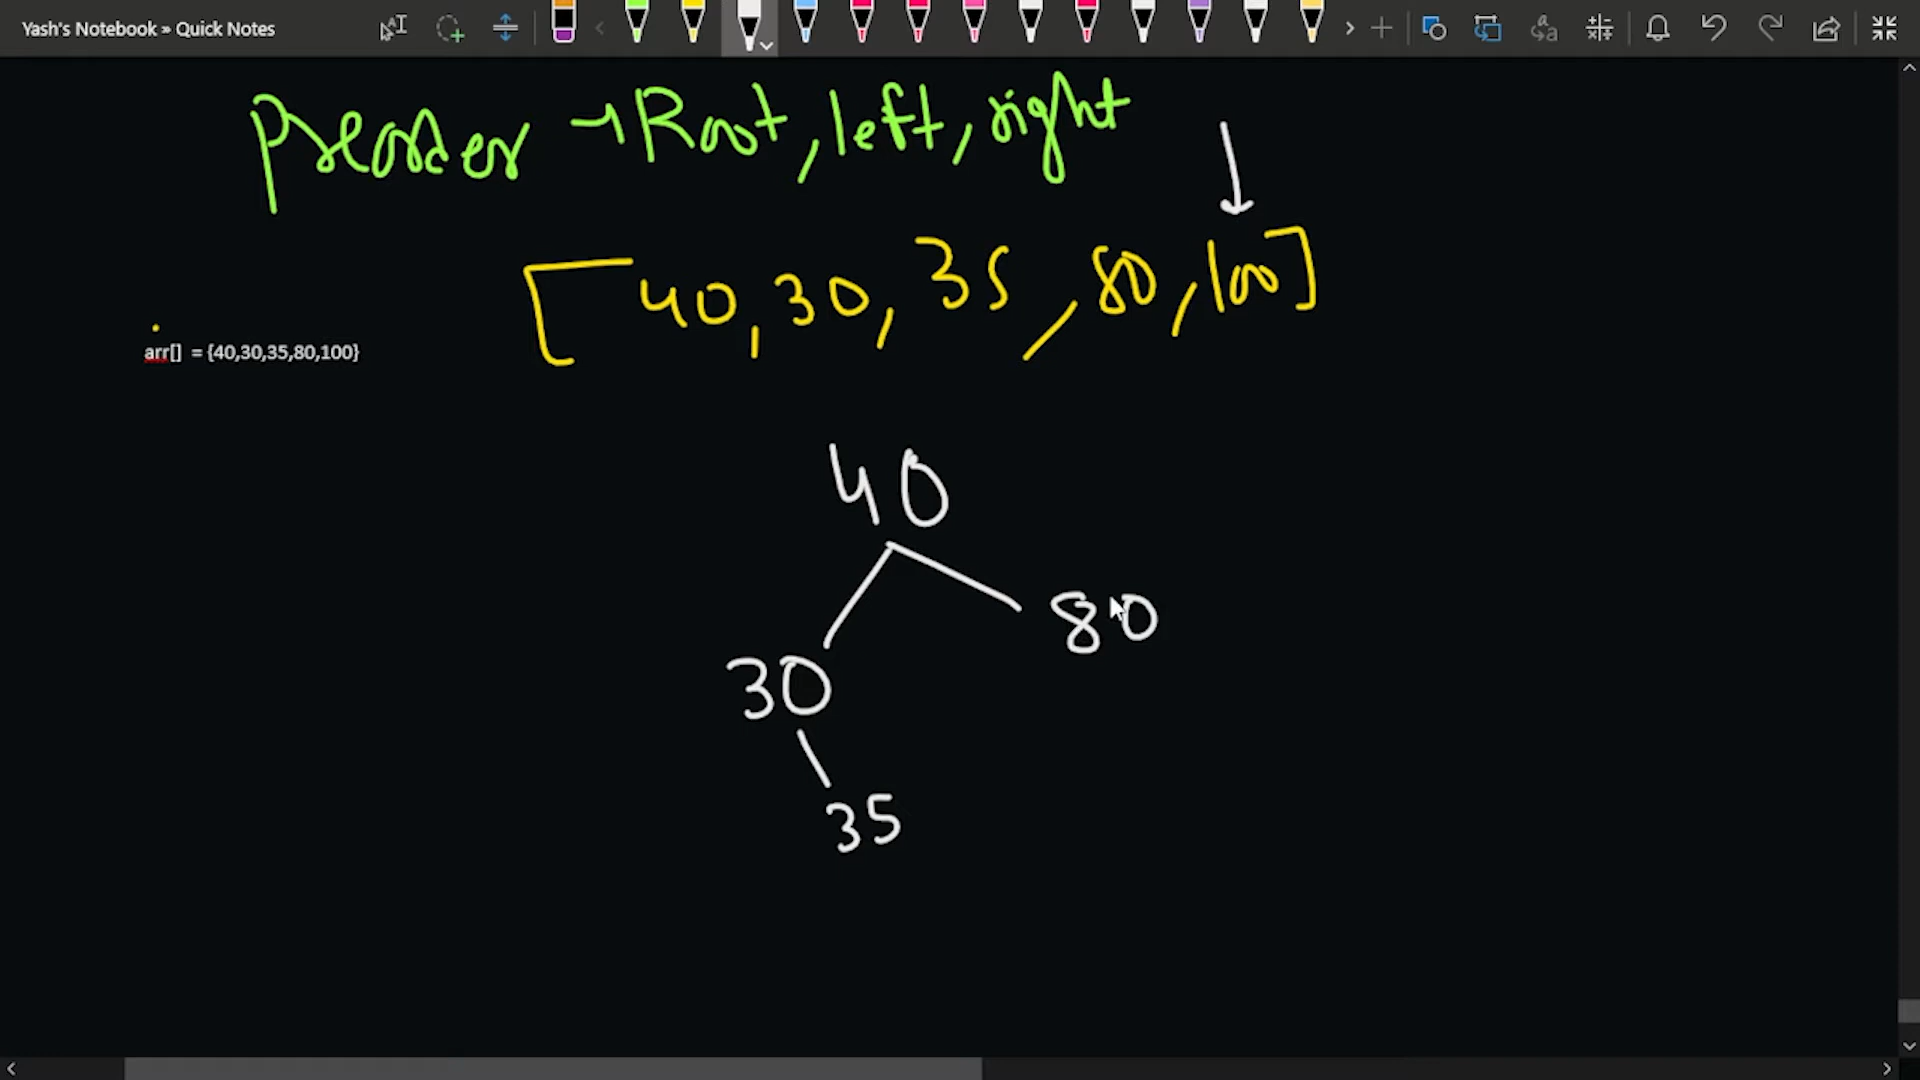 Yash's Notebook » Quick Notes
Preorder → Root, left, right
[40, 30, 35, 80, 100]
arr[] = {40,30,35,80,100}
40
80
30
35